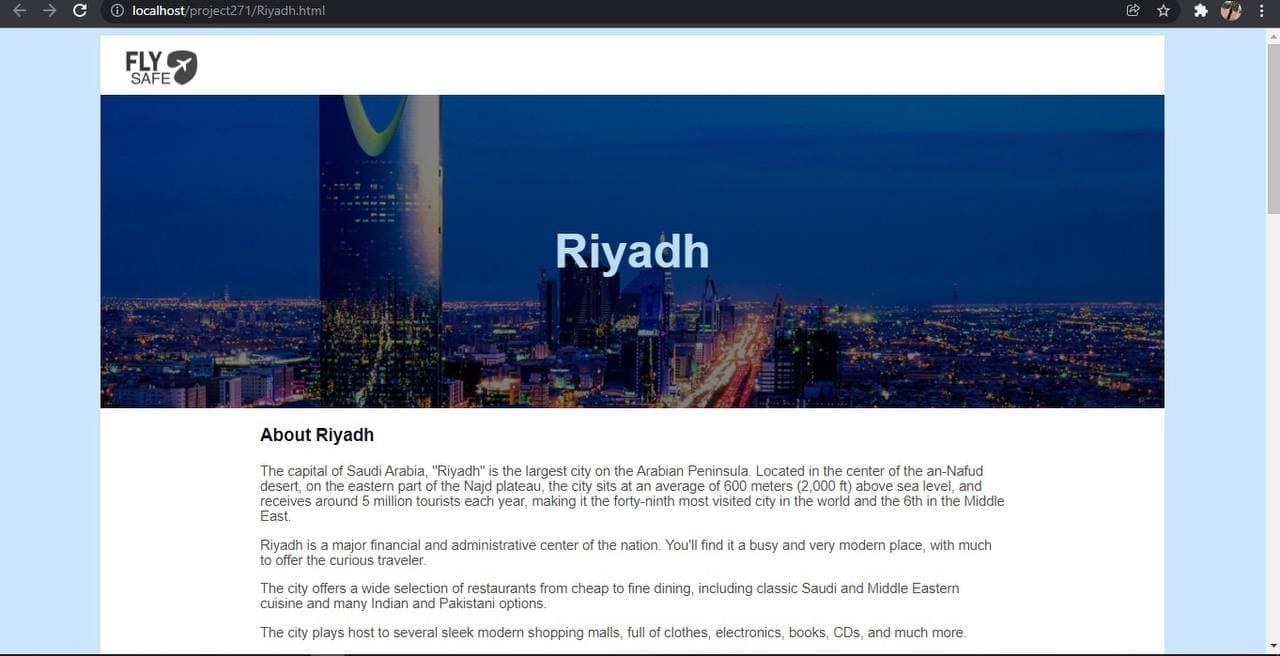 localhost/project271/Riyadh.html
FLY
SAFE
Riyadh
About Riyadh
The capital of Saudi Arabia, "Riyadh" is the largest city on the Arabian Peninsula. Located in the center of the an-Nafud
desert, on the eastern part of the Najd plateau, the city sits at an average of 600 meters (2,000 ft) above sea level, and
receives around 5 million tourists each year, making it the forty-ninth most visited city in the world and the 6th in the Middle
East.
Riyadh is a major financial and administrative center of the nation. You'll find it a busy and very modern place, with much
to offer the curious traveler.
The city offers a wide selection of restaurants from cheap to fine dining, including classic Saudi and Middle Eastern
cuisine and many Indian and Pakistani options.
The city plays host to several sleek modern shopping malls, full of clothes, electronics, books, CDs, and much more.